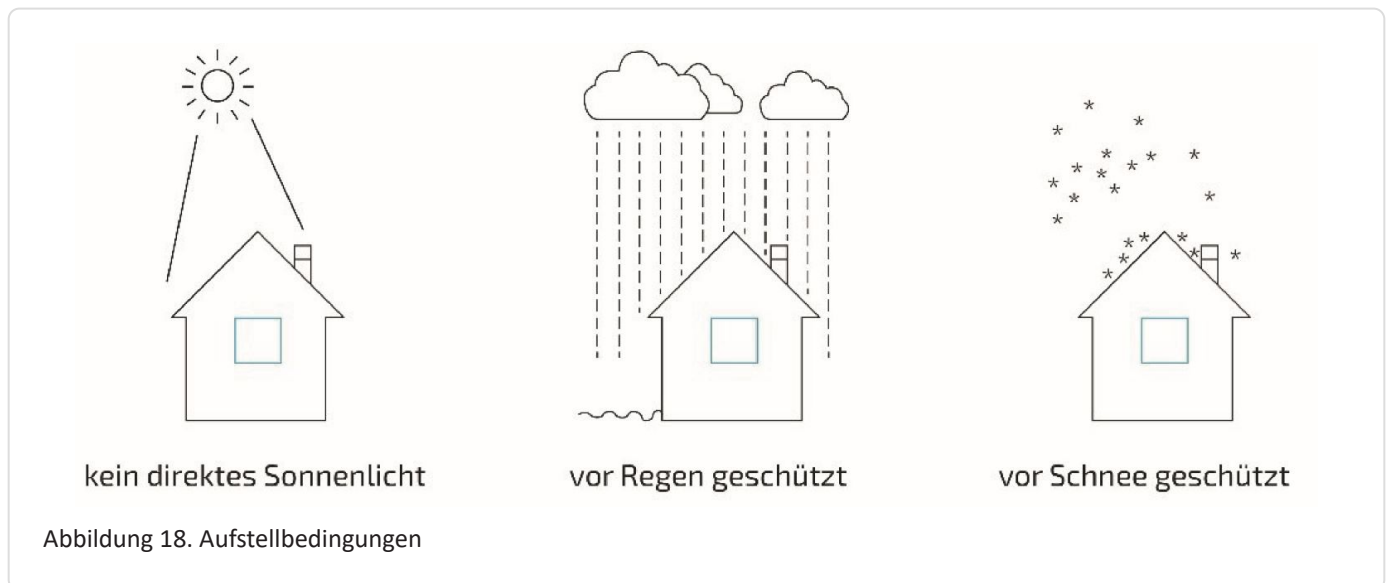 kein direktes Sonnenlicht
vor Regen geschützt
vor Schnee geschützt
Abbildung 18. Aufstellbedingungen